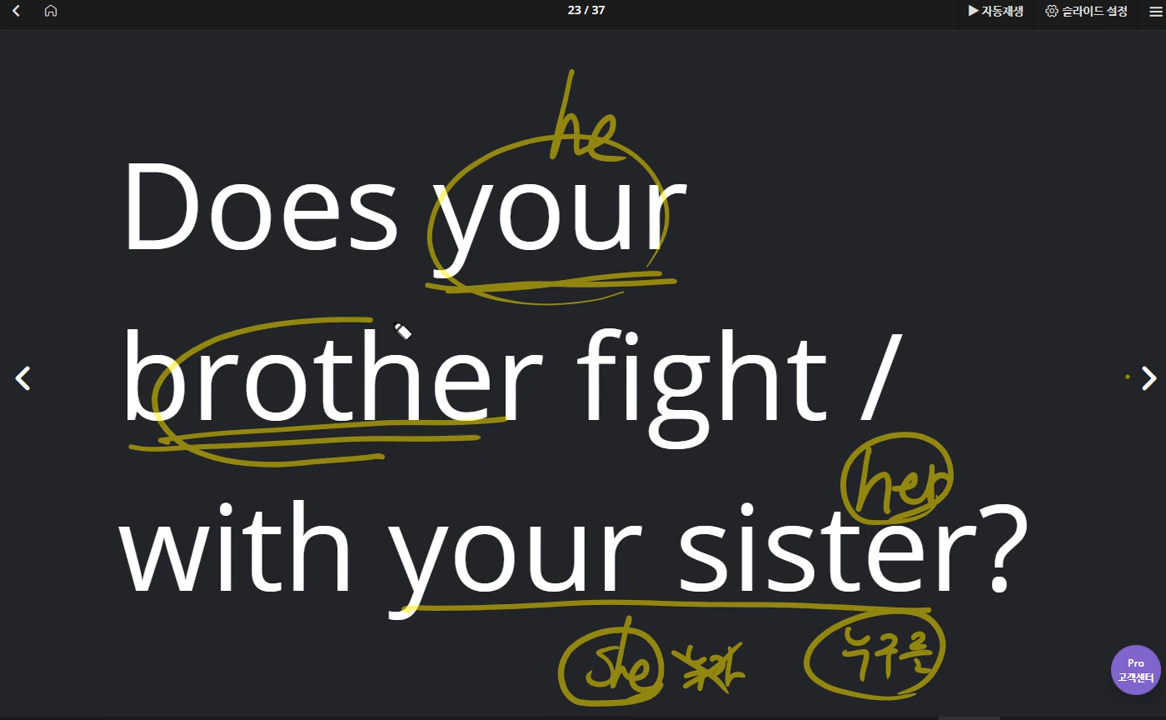 23 / 37
▶ 자동재생
슬라이드 설정
he
Does your
brother fight /
her
with your sister?
she
누구를
Pro
고객센터